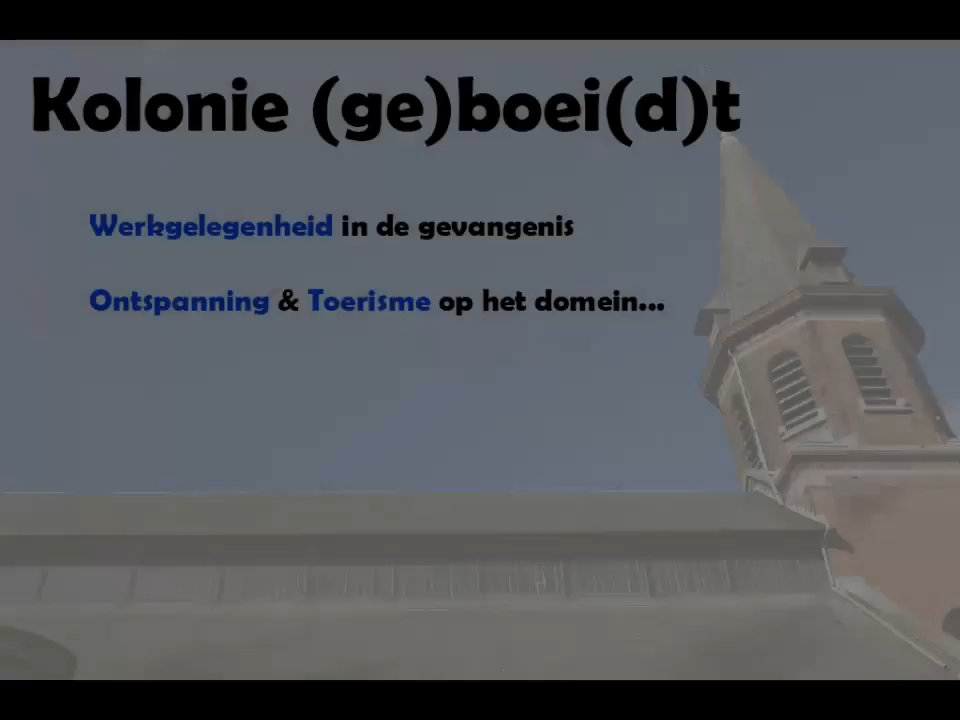 Kolonie (ge)boei(d)t
Werkgelegenheid in de gevangenis
Ontspanning & Toerisme op het domein...